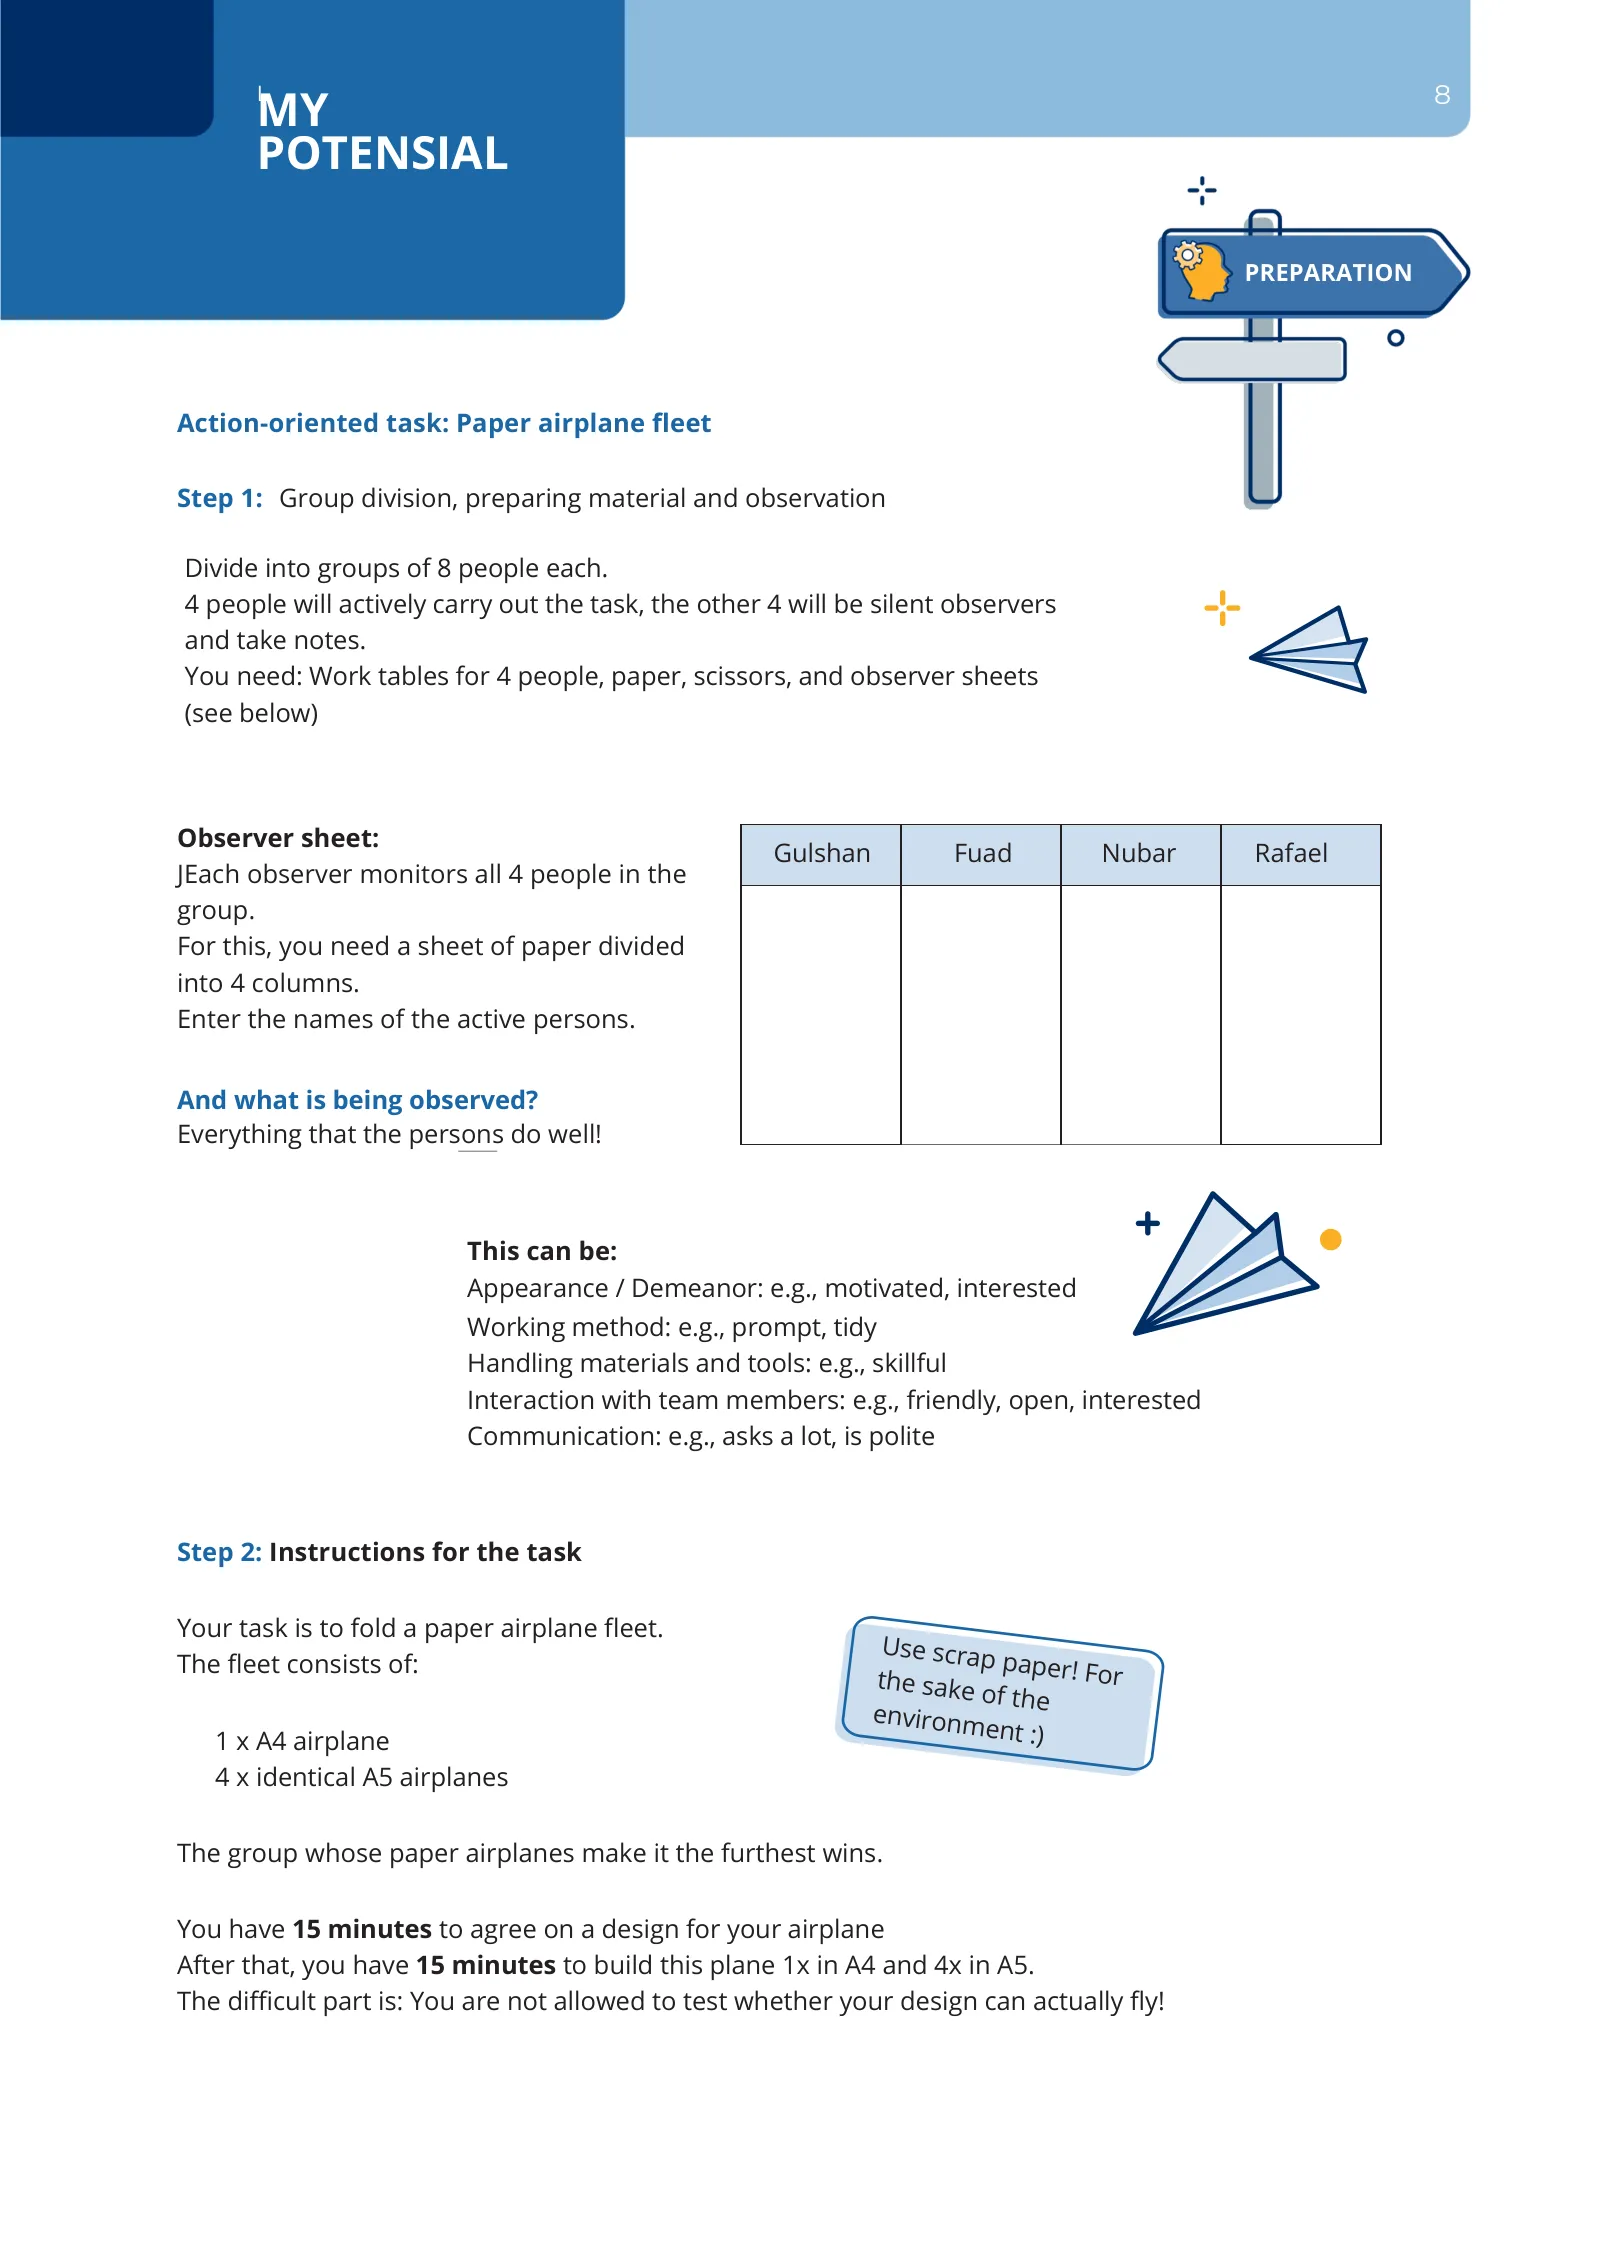 MY
POTENSIAL
8
PREPARATION
Action-oriented task: Paper airplane fleet
Step 1: Group division, preparing material and observation
Divide into groups of 8 people each.
4 people will actively carry out the task, the other 4 will be silent observers
and take notes.
You need: Work tables for 4 people, paper, scissors, and observer sheets
(see below)
Observer sheet:
JEach observer monitors all 4 people in the
group.
For this, you need a sheet of paper divided
into 4 columns.
Enter the names of the active persons.
Gulshan Fuad Nubar Rafael
And what is being observed?
Everything that the persons do well!
This can be:
Appearance / Demeanor: e.g., motivated, interested
Working method: e.g., prompt, tidy
Handling materials and tools: e.g., skillful
Interaction with team members: e.g., friendly, open, interested
Communication: e.g., asks a lot, is polite
Step 2: Instructions for the task
Your task is to fold a paper airplane fleet.
The fleet consists of:
1 x A4 airplane
4 x identical A5 airplanes
Use scrap paper! For
the sake of the
environment :)
The group whose paper airplanes make it the furthest wins.
You have 15 minutes to agree on a design for your airplane
After that, you have 15 minutes to build this plane 1x in A4 and 4x in A5.
The difficult part is: You are not allowed to test whether your design can actually fly!